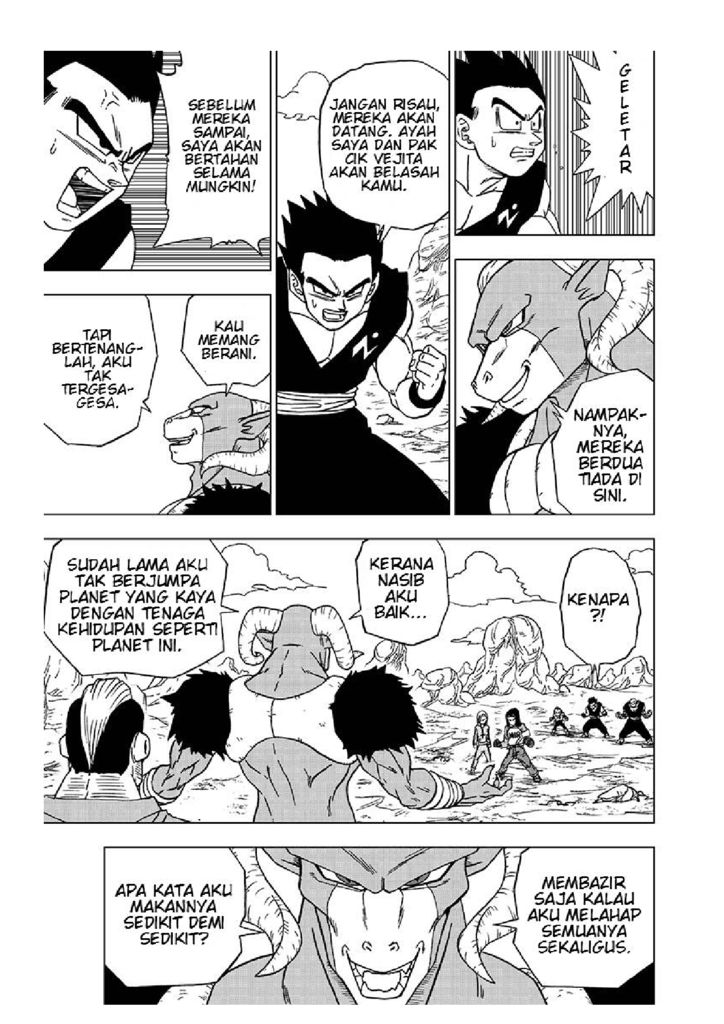 GELETAR
JANGAN RISAU,
MEREKA AKAN
DATANG. AYAH
SAYA DAN PAK
CIK VEJITA
AKAN BELASAH
KAMU.
SEBELUM
MEREKA
SAMPAI,
SAYA AKAN
BERTAHAN
SELAMA
MUNGKIN!
NAMPAK-
NYA,
MEREKA
BERDUA
TIADA DI
SINI.
KAU
MEMANG
BERANI.
TAPI
BERTENANG-
LAH, AKU
TAK
TERGESA-
GESA.
KENAPA
?!
KERANA
NASIB
AKU
BAIK...
SUDAH LAMA AKU
TAK BERJUMPA
PLANET YANG KAYA
DENGAN TENAGA
KEHIDUPAN SEPERTI
PLANET INI.
MEMBAZIR
SAJA KALAU
AKU MELAHAP
SEMUANYA
SEKALIGUS.
APA KATA AKU
MAKANNYA
SEDIKIT DEMI
SEDIKIT?